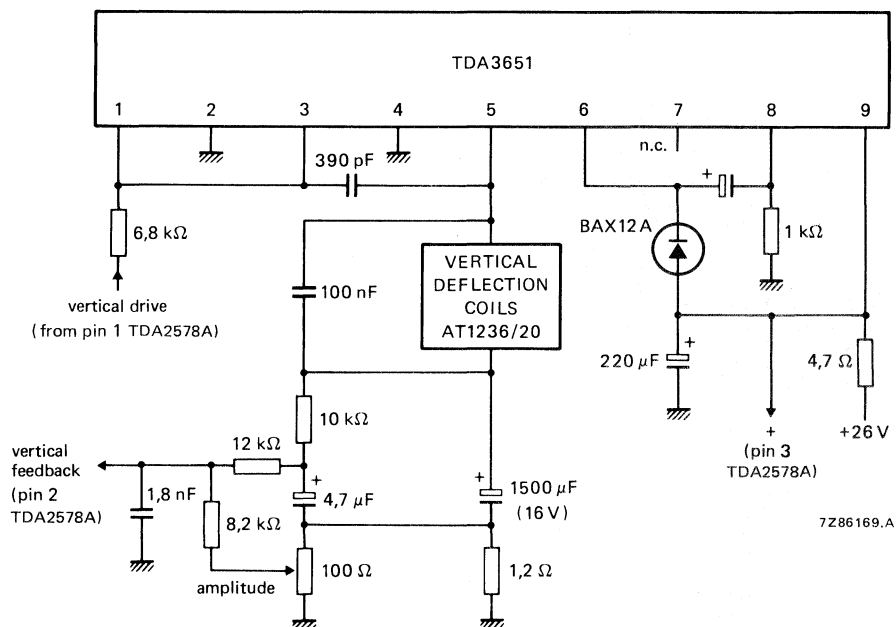 TDA3651
1 2 3 4 5 6 7 8 9
n.c.
390 pF
+
6,8 kΩ
BAX12A
1 kΩ
vertical drive
(from pin 1 TDA2578A)
100 nF
VERTICAL
DEFLECTION
COILS
AT1236/20
+
220 μF
4,7 Ω
10 kΩ
+
(pin 3
TDA2578A)
+26V
12 kΩ
vertical
feedback
(pin 2
TDA2578A)
1,8 nF
8,2 kΩ
+
4,7 μF
+
1500 μF
(16 V)
7Z86169.A
amplitude
100 Ω
1,2 Ω